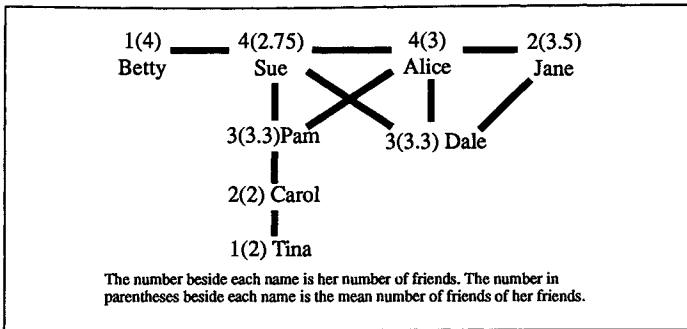 1(4) 4(2.75) 4(3) 2(3.5)
Betty Sue Alice Jane
3(3.3)Pam 3(3.3) Dale
2(2) Carol
1(2) Tina
The number beside each name is her number of friends. The number in
parentheses beside each name is the mean number of friends of her friends.